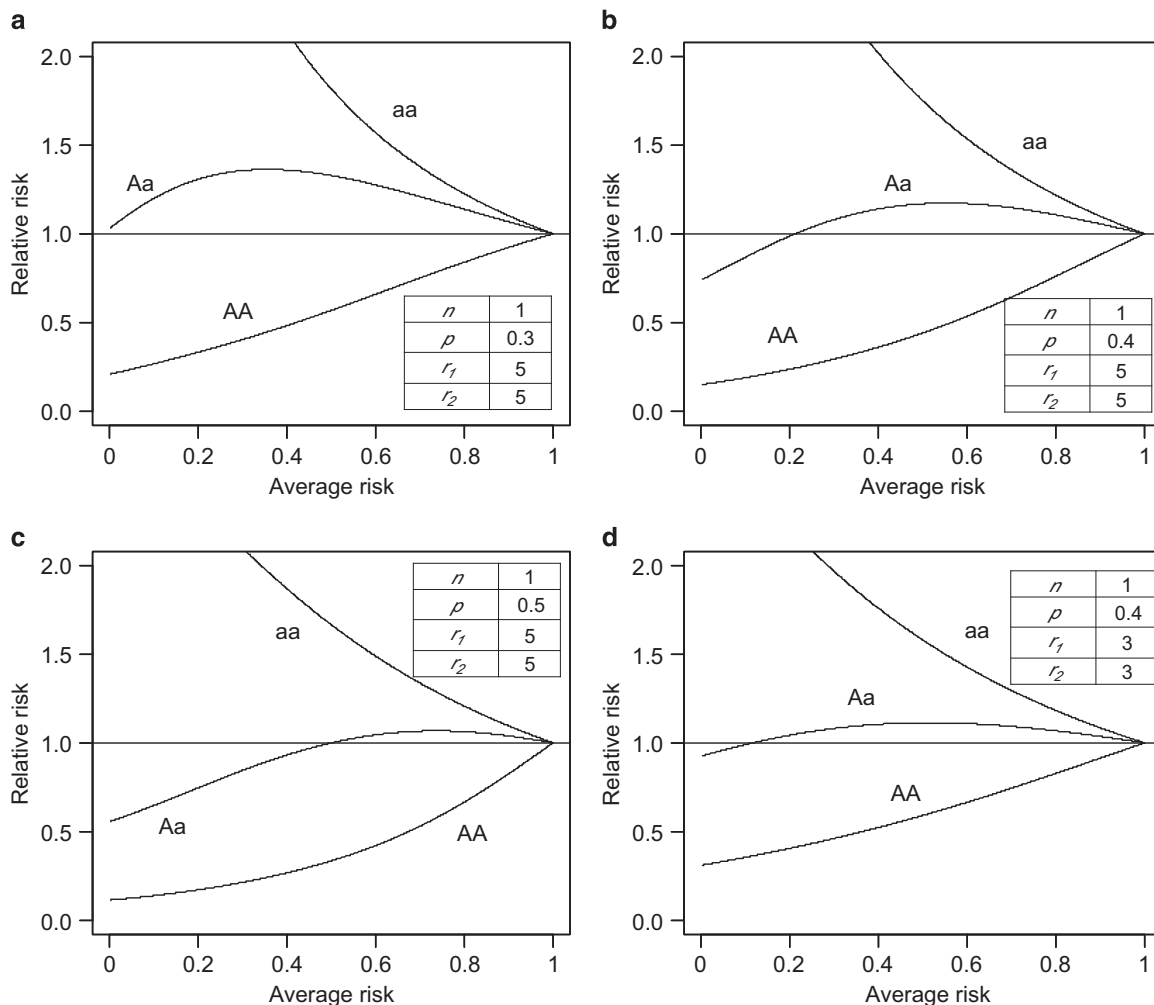 a
2.0
1.5
1.0
0.5
0.0
Relative risk
aa
Aa
AA
n 1
p 0.3
r1 5
r2 5
0 0.2 0.4 0.6 0.8 1
Average risk
b
2.0
1.5
1.0
0.5
0.0
Relative risk
aa
Aa
AA
n 1
p 0.4
r1 5
r2 5
0 0.2 0.4 0.6 0.8 1
Average risk
c
2.0
1.5
1.0
0.5
0.0
Relative risk
n 1
p 0.5
r1 5
r2 5
aa
Aa
AA
0 0.2 0.4 0.6 0.8 1
Average risk
d
2.0
1.5
1.0
0.5
0.0
Relative risk
n 1
p 0.4
r1 3
r2 3
aa
Aa
AA
0 0.2 0.4 0.6 0.8 1
Average risk